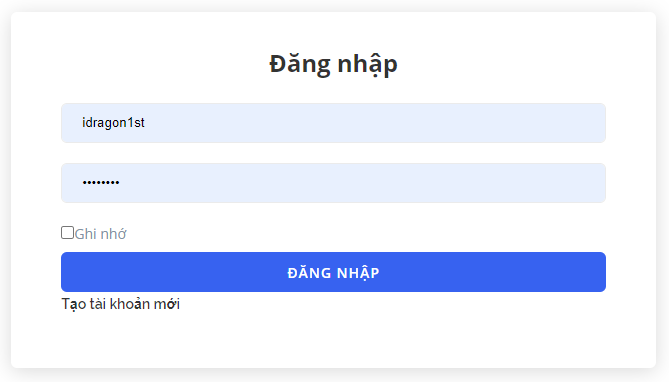 Đăng nhập
idragon1st
••••••••
Ghi nhớ
ĐĂNG NHẬP
Tạo tài khoản mới